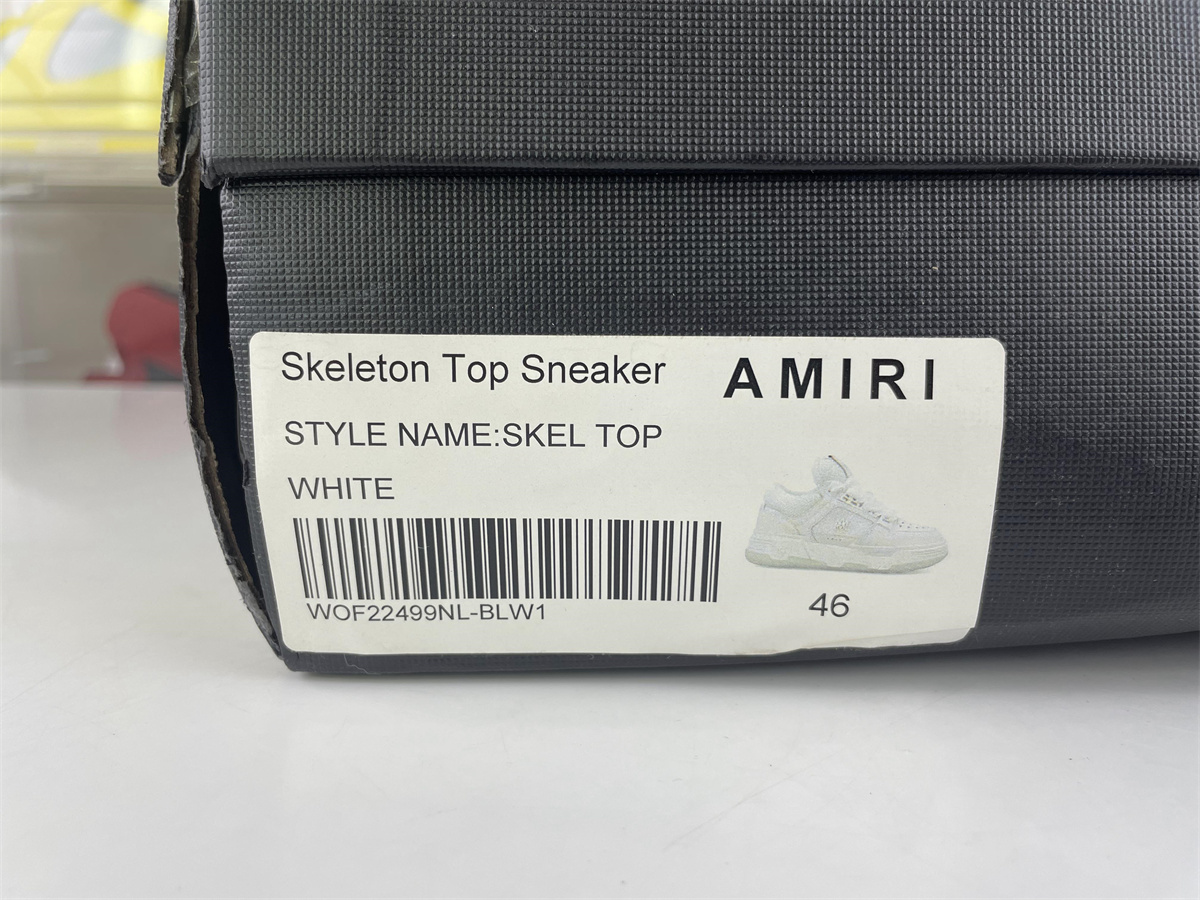 Skeleton Top Sneaker
AMIRI
STYLE NAME:SKEL TOP
WHITE
WOF22499NL-BLW1
46